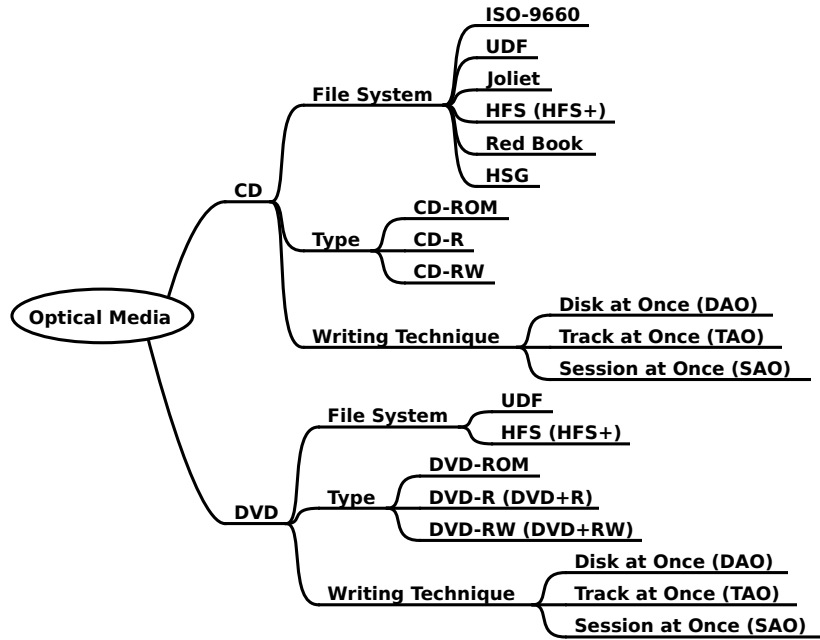 Optical Media
CD
File System
ISO-9660
UDF
Joliet
HFS (HFS+)
Red Book
HSG
Type
CD-ROM
CD-R
CD-RW
Writing Technique
Disk at Once (DAO)
Track at Once (TAO)
Session at Once (SAO)
DVD
File System
UDF
HFS (HFS+)
Type
DVD-ROM
DVD-R (DVD+R)
DVD-RW (DVD+RW)
Writing Technique
Disk at Once (DAO)
Track at Once (TAO)
Session at Once (SAO)